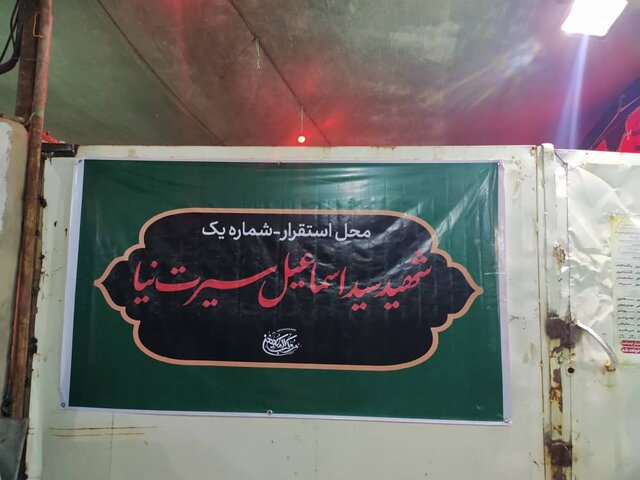 محل استقرار-شماره یک
شهید سید اسماعیل سیرت نیا